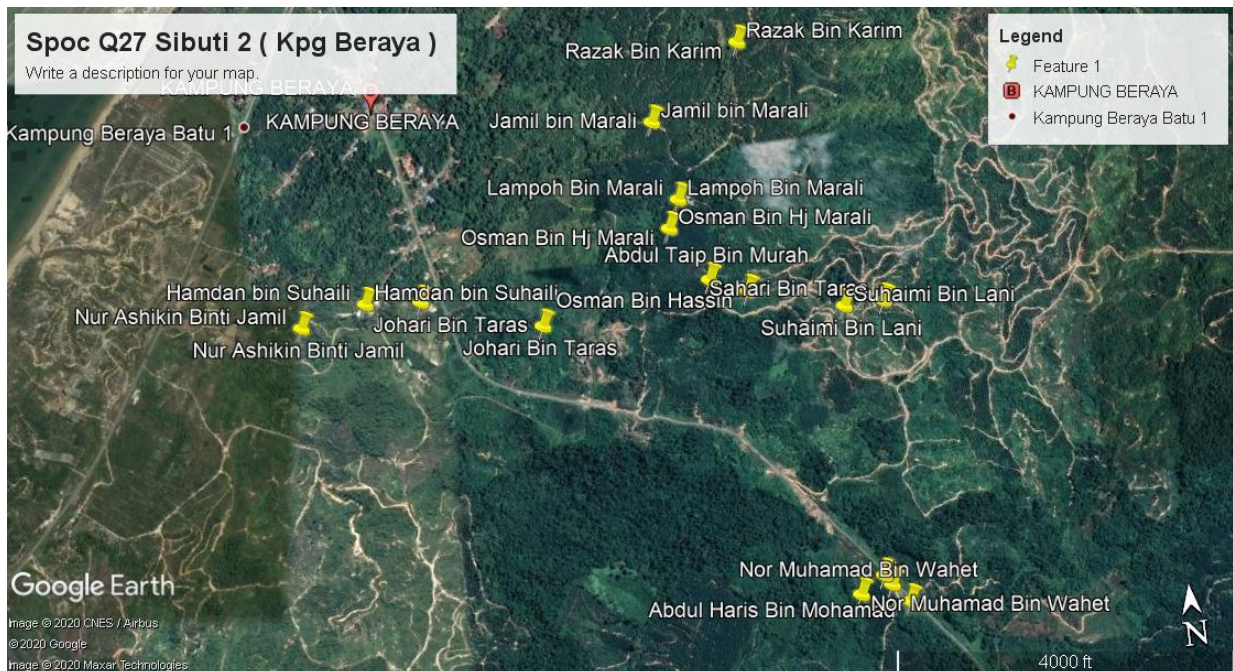 Spoc Q27 Sibuti 2 ( Kpg Beraya )
Write a description for your map.
KAMPUNG BERAYA
Legend
Feature 1
KAMPUNG BERAYA
Kampung Beraya Batu 1
Razak Bin Karim
Razak Bin Karim
Kampung Beraya Batu 1
KAMPUNG BERAYA
Jamil bin Marali
Jamil bin Marali
Lampoh Bin Marali
Lampoh Bin Marali
Osman Bin Hj Marali
Osman Bin Hj Marali
Abdul Taip Bin Murah
Hamdan bin Suhaili
Hamdan bin Suhaili
Osman Bin Hassin
Sahari Bin Taras
Suhaimi Bin Lani
Nur Ashikin Binti Jamil
Johari Bin Taras
Suhaimi Bin Lani
Nur Ashikin Binti Jamil
Johari Bin Taras
Nor Muhamad Bin Wahet
Abdul Haris Bin Mohamad
Nor Muhamad Bin Wahet
Google Earth
Image © 2020 CNES / Airbus
© 2020 Google
Image © 2020 Maxar Technologies
N
4000 ft